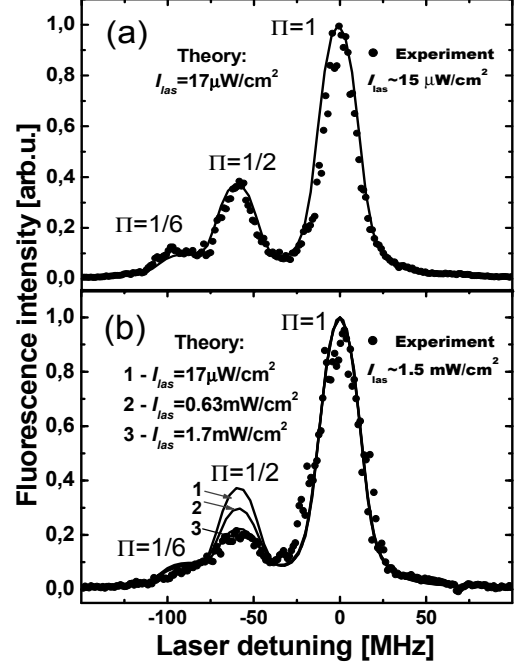 Fluorescence intensity [arb.u.]
(a)
Π=1
Theory:
I_las=17μW/cm²
Experiment
I_las~15 μW/cm²
Π=1/2
Π=1/6
1,0
0,8
0,6
0,4
0,2
0,0
(b)
Π=1
Theory:
1 - I_las=17μW/cm²
2 - I_las=0.63mW/cm²
3 - I_las=1.7mW/cm²
Experiment
I_las~1.5 mW/cm²
Π=1/2
1
2
3
Π=1/6
1,0
0,8
0,6
0,4
0,2
0,0
-100 -50 0 50
Laser detuning [MHz]